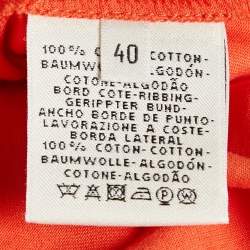 40
100% CO COTTON-
BAUMWOLLE-ALGODÓN-
COTONE-ALGODÃO
BORD COTE-RIBBING-
GERIPPTER BUND-
ANCHO BORDE DE PUNTO-
LAVORAZIONE A COSTE-
BORDA LATERAL
100% COTON-COTTON-
BAUMWOLLE-ALGODÓN-
COTONE-ALGODÃO